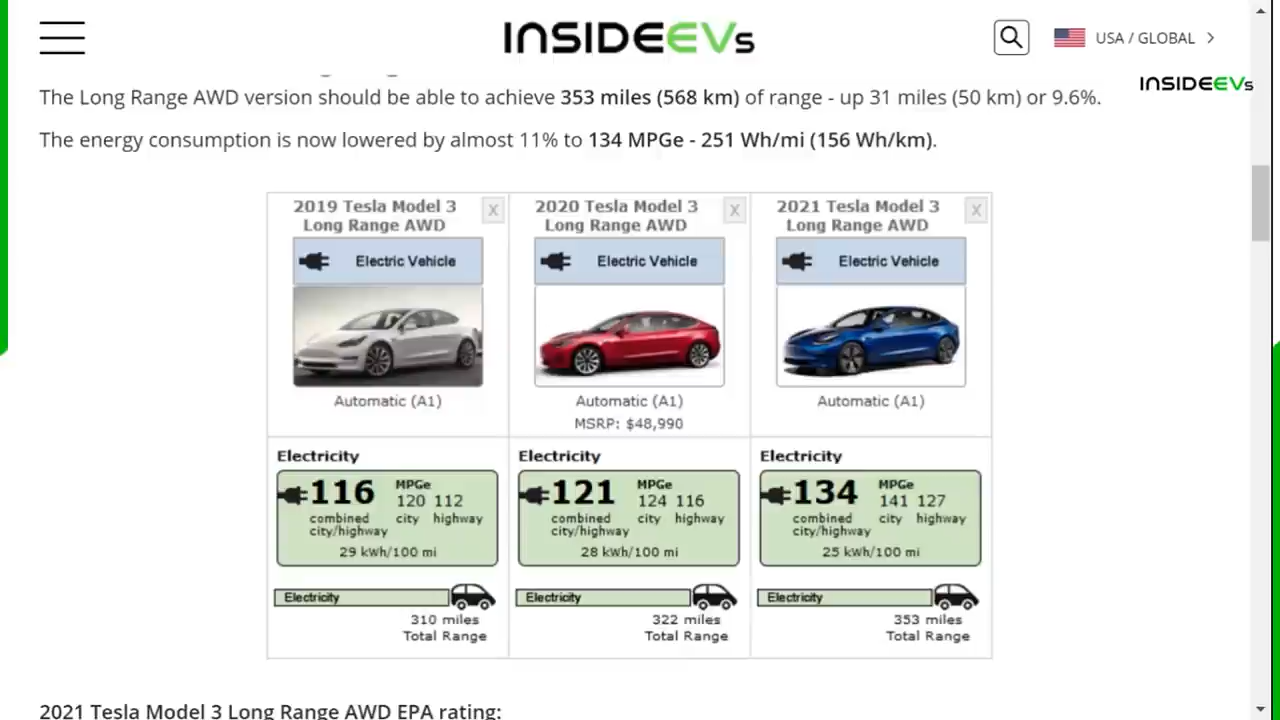 INSIDEEVs
USA / GLOBAL
INSIDEEVs
The Long Range AWD version should be able to achieve 353 miles (568 km) of range - up 31 miles (50 km) or 9.6%.
The energy consumption is now lowered by almost 11% to 134 MPGe - 251 Wh/mi (156 Wh/km).
2019 Tesla Model 3
Long Range AWD
X
Electric Vehicle
Automatic (A1)
2020 Tesla Model 3
Long Range AWD
X
Electric Vehicle
Automatic (A1)
MSRP: $48,990
2021 Tesla Model 3
Long Range AWD
X
Electric Vehicle
Automatic (A1)
Electricity
116 MPGe
120 112
combined city highway
city/highway
29 kWh/100 mi
Electricity
310 miles
Total Range
Electricity
121 MPGe
124 116
combined city highway
city/highway
28 kWh/100 mi
Electricity
322 miles
Total Range
Electricity
134 MPGe
141 127
combined city highway
city/highway
25 kWh/100 mi
Electricity
353 miles
Total Range
2021 Tesla Model 3 Long Range AWD EPA rating: